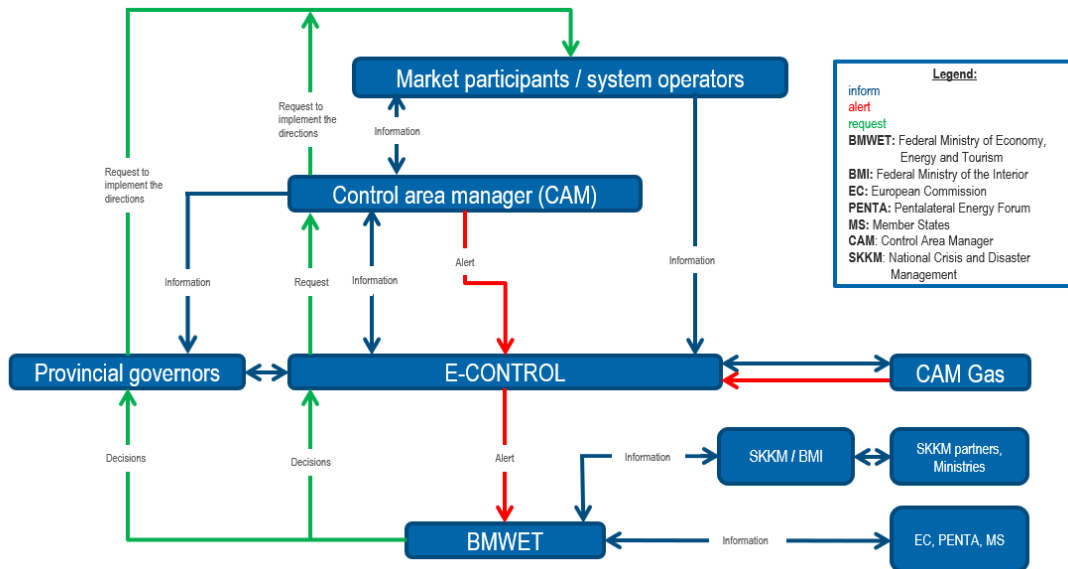 Market participants / system operators
Legend:
inform
alert
request
BMWET: Federal Ministry of Economy,
Energy and Tourism
BMI: Federal Ministry of the Interior
EC: European Commission
PENTA: Pentalateral Energy Forum
MS: Member States
CAM: Control Area Manager
SKKM: National Crisis and Disaster
Management
Request to
implement the
directions
Information
Request to
implement the
directions
Control area manager (CAM)
Information
Request
Information
Alert
Information
Provincial governors
E-CONTROL
CAM Gas
Decisions
Decisions
Alert
Information
SKKM / BMI
SKKM partners,
Ministries
BMWET
Information
EC, PENTA, MS